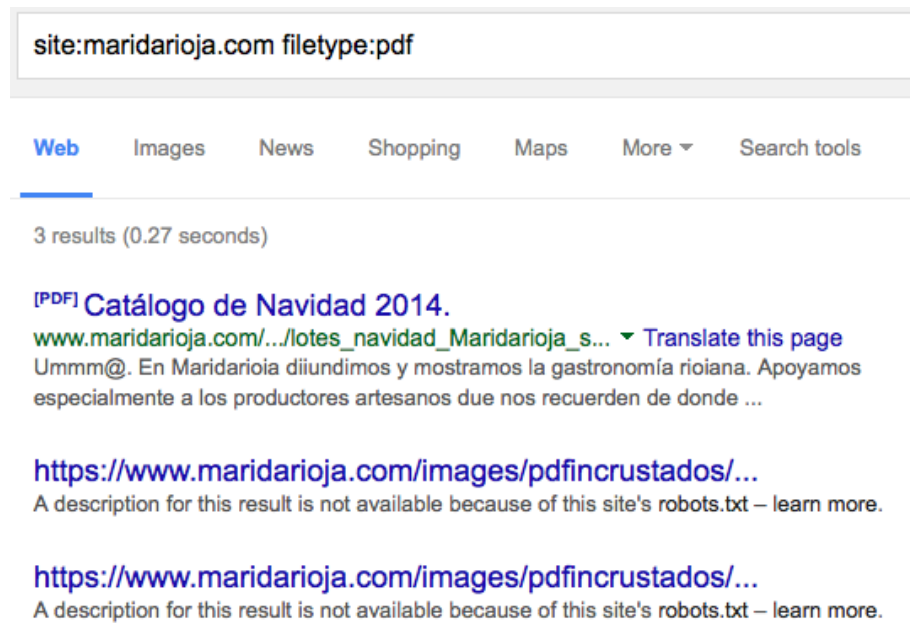 site:maridarioja.com filetype:pdf
Web Images News Shopping Maps More Search tools
3 results (0.27 seconds)
[PDF] Catálogo de Navidad 2014.
www.maridarioja.com/.../lotes_navidad_Maridarioja_s... Translate this page
Ummm@. En Maridarioia diiundimos y mostramos la gastronomía rioiana. Apoyamos
especialmente a los productores artesanos due nos recuerden de donde ...
https://www.maridarioja.com/images/pdfincrustados/...
A description for this result is not available because of this site's robots.txt – learn more.
https://www.maridarioja.com/images/pdfincrustados/...
A description for this result is not available because of this site's robots.txt – learn more.